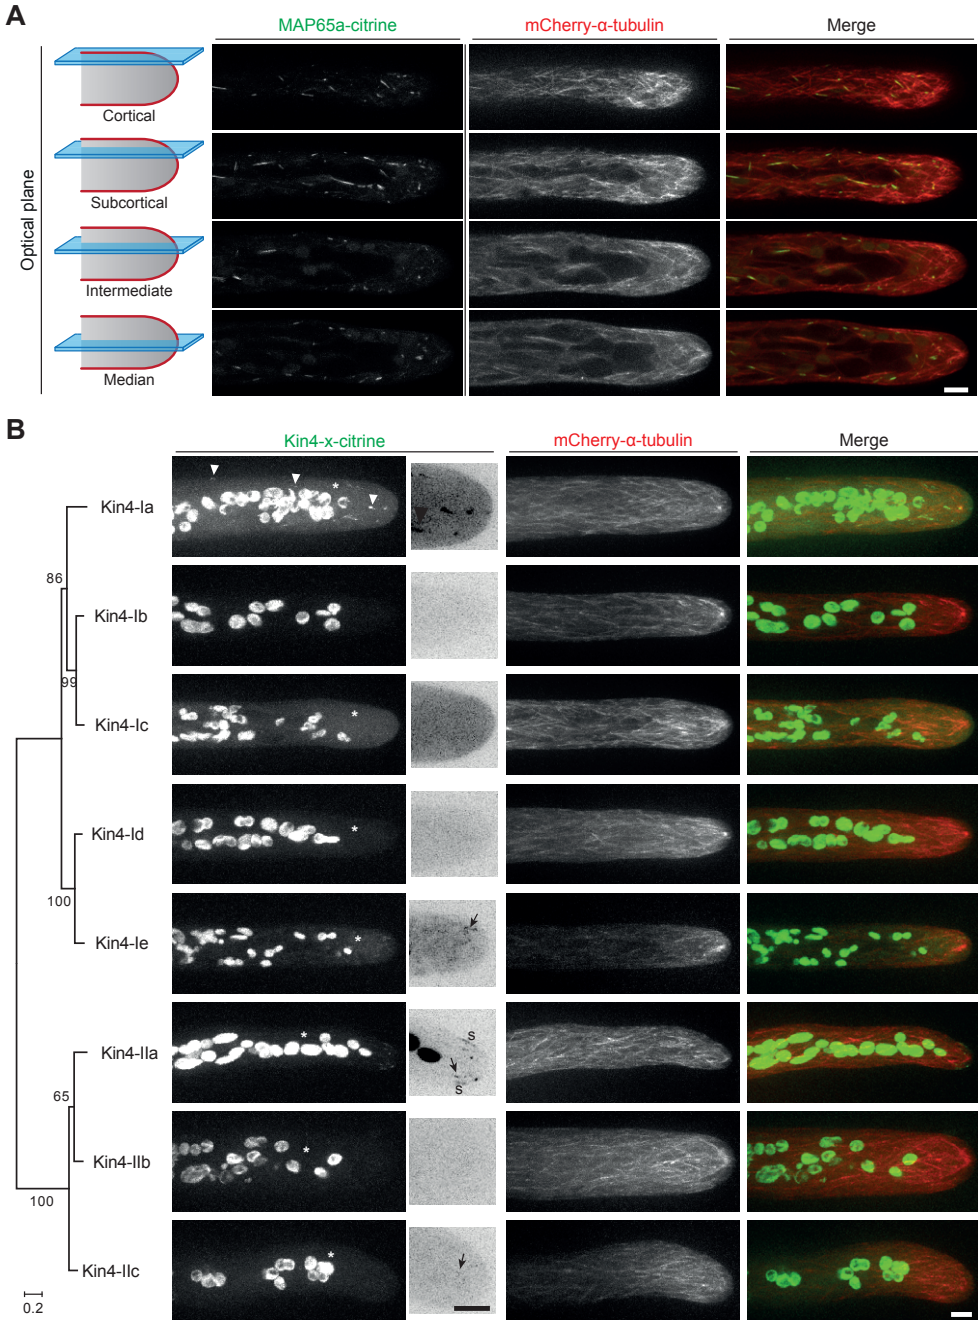 A
MAP65a-citrine
mCherry-α-tubulin
Merge
Optical plane
Cortical
Subcortical
Intermediate
Median
B
Kin4-x-citrine
mCherry-α-tubulin
Merge
*
Kin4-Ia
86
Kin4-Ib
99
*
Kin4-Ic
*
Kin4-Id
100
*
Kin4-Ie
*
S
Kin4-IIa
S
65
*
Kin4-IIb
100
*
Kin4-IIc
0.2